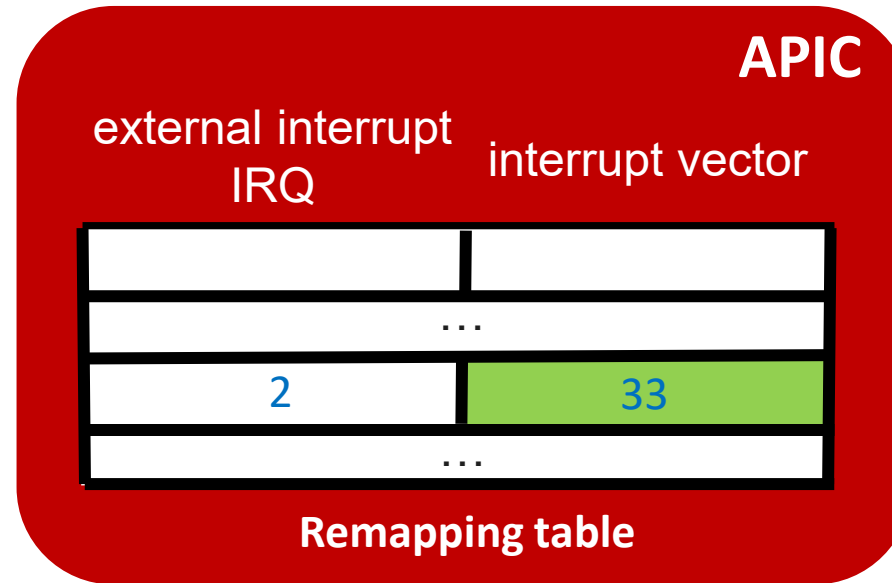 APIC
external interrupt
IRQ
interrupt vector
...
2 33
...
Remapping table